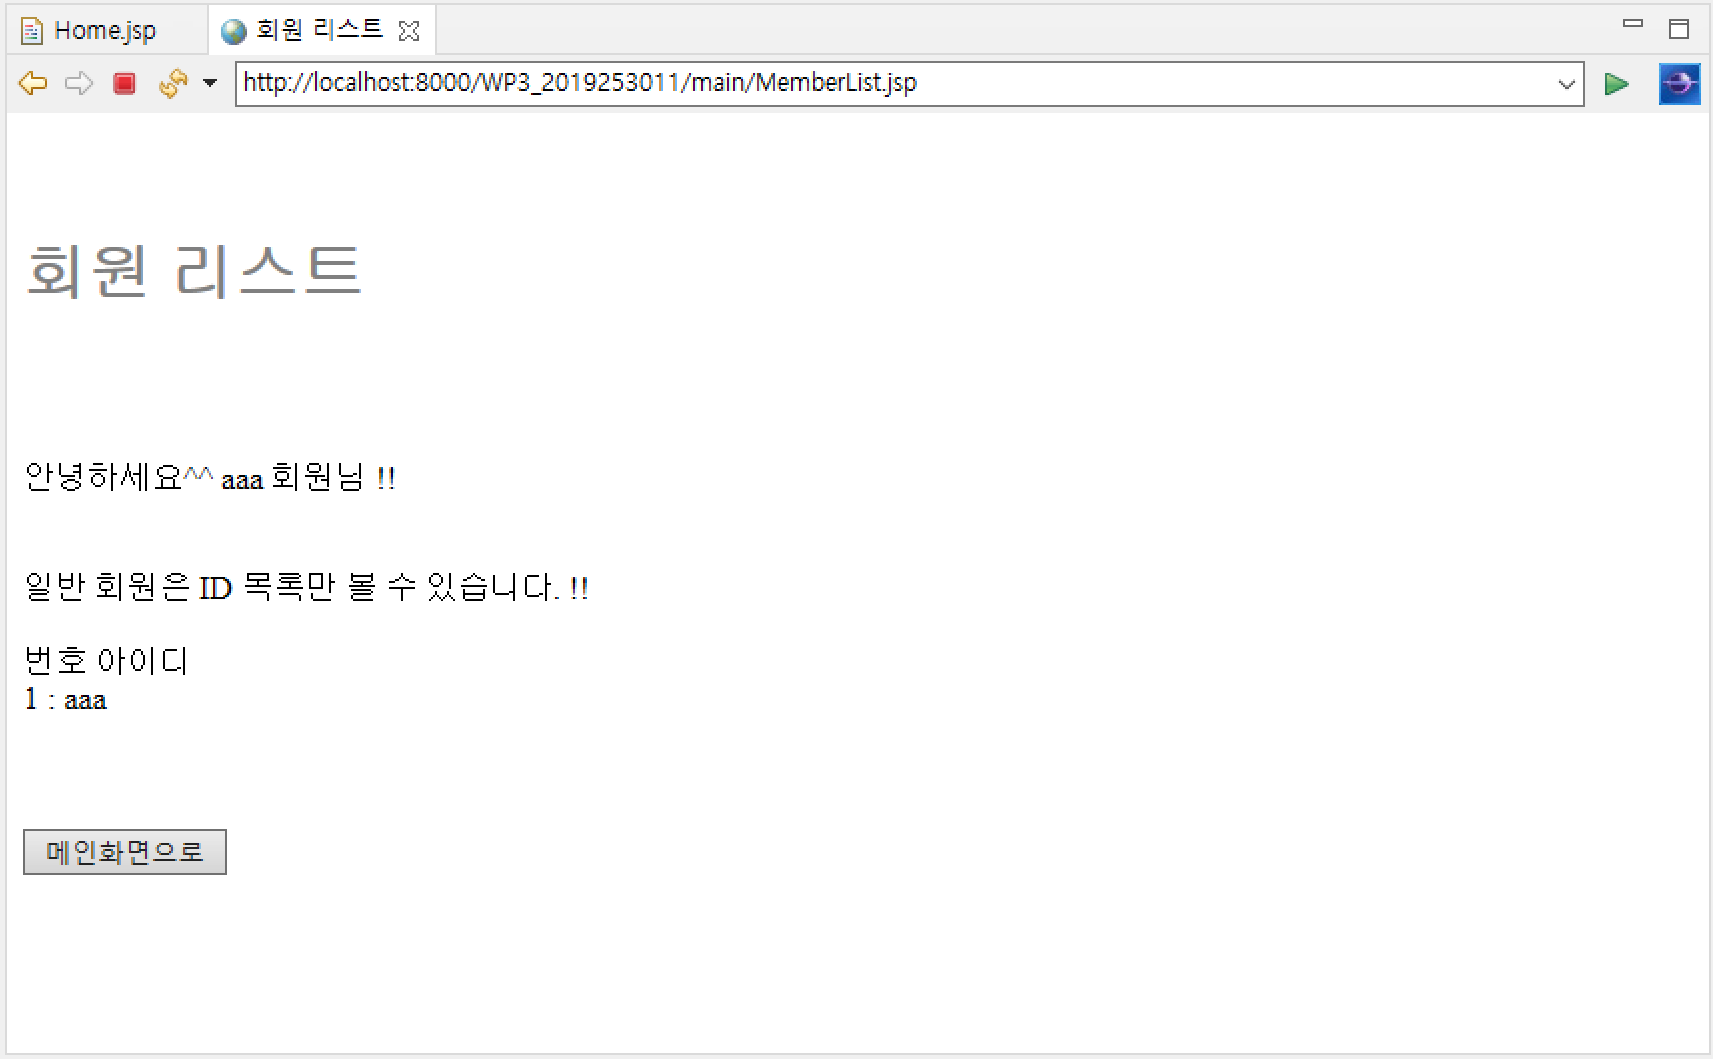 Home.jsp
회원 리스트
http://localhost:8000/WP3_2019253011/main/MemberList.jsp
회원 리스트
안녕하세요^^ aaa 회원님 !!
일반 회원은 ID 목록만 볼 수 있습니다. !!
번호 아이디
1 : aaa
메인화면으로